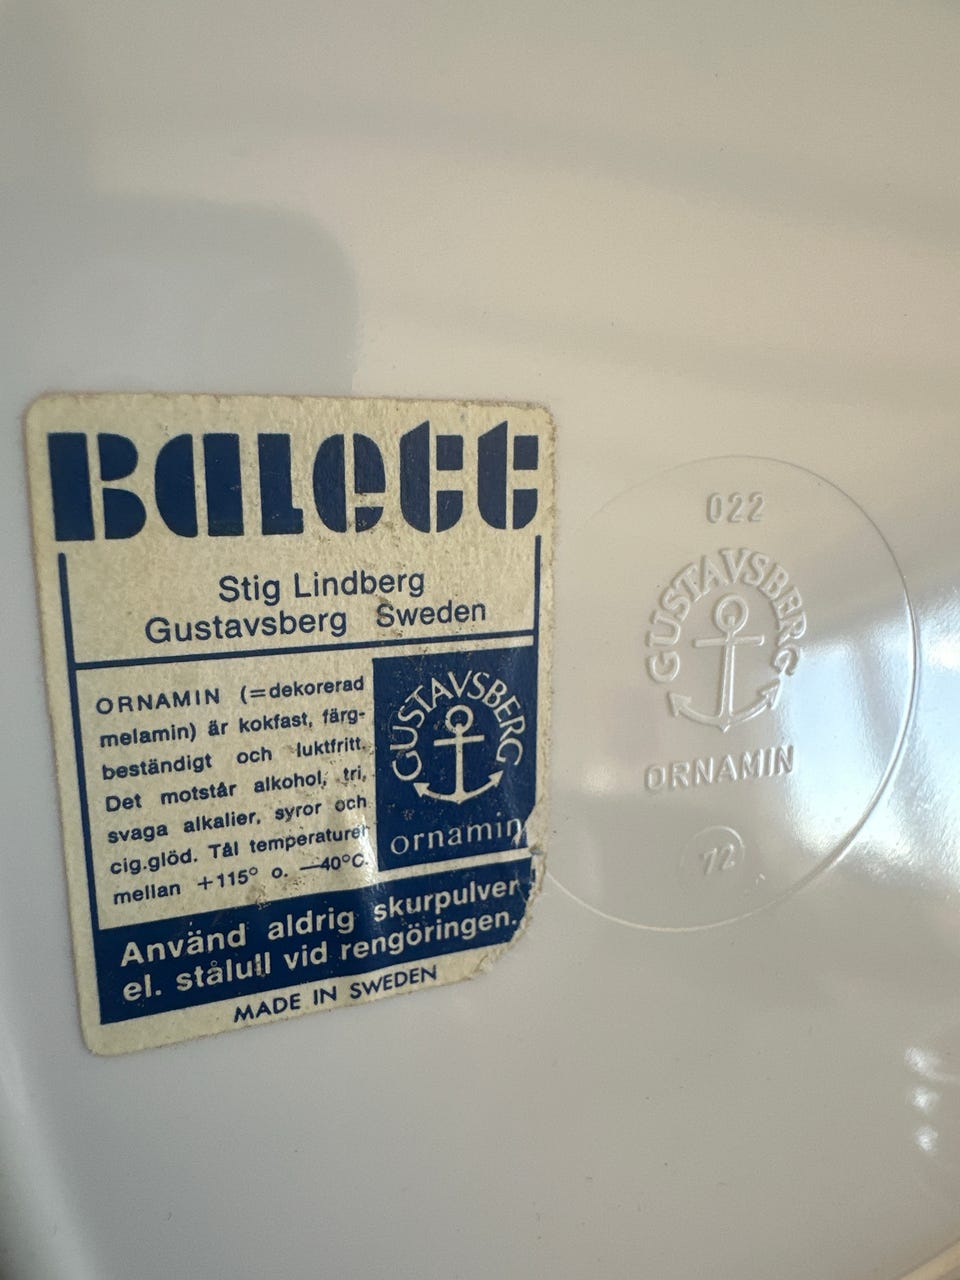 Balett
Stig Lindberg
Gustavsberg Sweden
ORNAMIN (=dekorerad
melamin) är kokfast, färg-
beständigt och luktfritt.
Det motstår alkohol, tri,
svaga alkalier, syror och
cig.glöd. Tål temperaturer
mellan +115° o. —40°C.
GUSTAVSBERG
ornamin
Använd aldrig skurpulver
el. stålull vid rengöringen.
MADE IN SWEDEN
022
GUSTAVSBERG
ORNAMIN
72